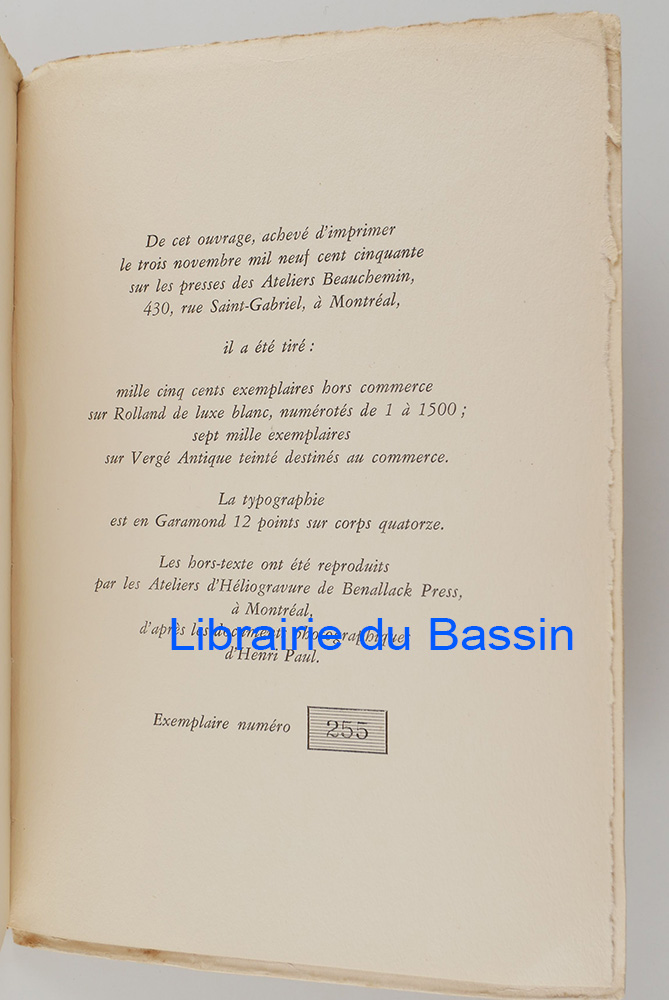 De cet ouvrage, achevé d'imprimer
le trois novembre mil neuf cent cinquante
sur les presses des Ateliers Beauchemin,
430, rue Saint-Gabriel, à Montréal,
il a été tiré :
mille cinq cents exemplaires hors commerce
sur Rolland de luxe blanc, numérotés de 1 à 1500 ;
sept mille exemplaires
sur Vergé Antique teinté destinés au commerce.
La typographie
est en Garamond 12 points sur corps quatorze.
Les hors-texte ont été reproduits
par les Ateliers d'Héliogravure de Benallack Press,
à Montréal,
d'après les documents photographiques
Librairie du Bassin
d'Henri Paul.
Exemplaire numéro 255